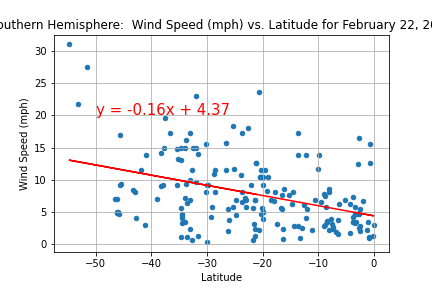 outhern Hemisphere: Wind Speed (mph) vs. Latitude for February 22, 20
Wind Speed (mph)
35
30
25
20
15
10
5
0
y = -0.16x + 4.37
−50 −40 −30 −20 −10 0
Latitude